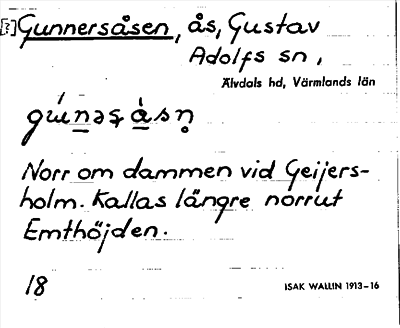 [?] Gunnersåsen, ås, Gustav
Adolfs sn,
Älvdals hd, Värmlands län
Norr om dammen vid Geijers-
holm. Kallas längre norrut
Emthöjden.
18
ISAK WALLIN 1913-16